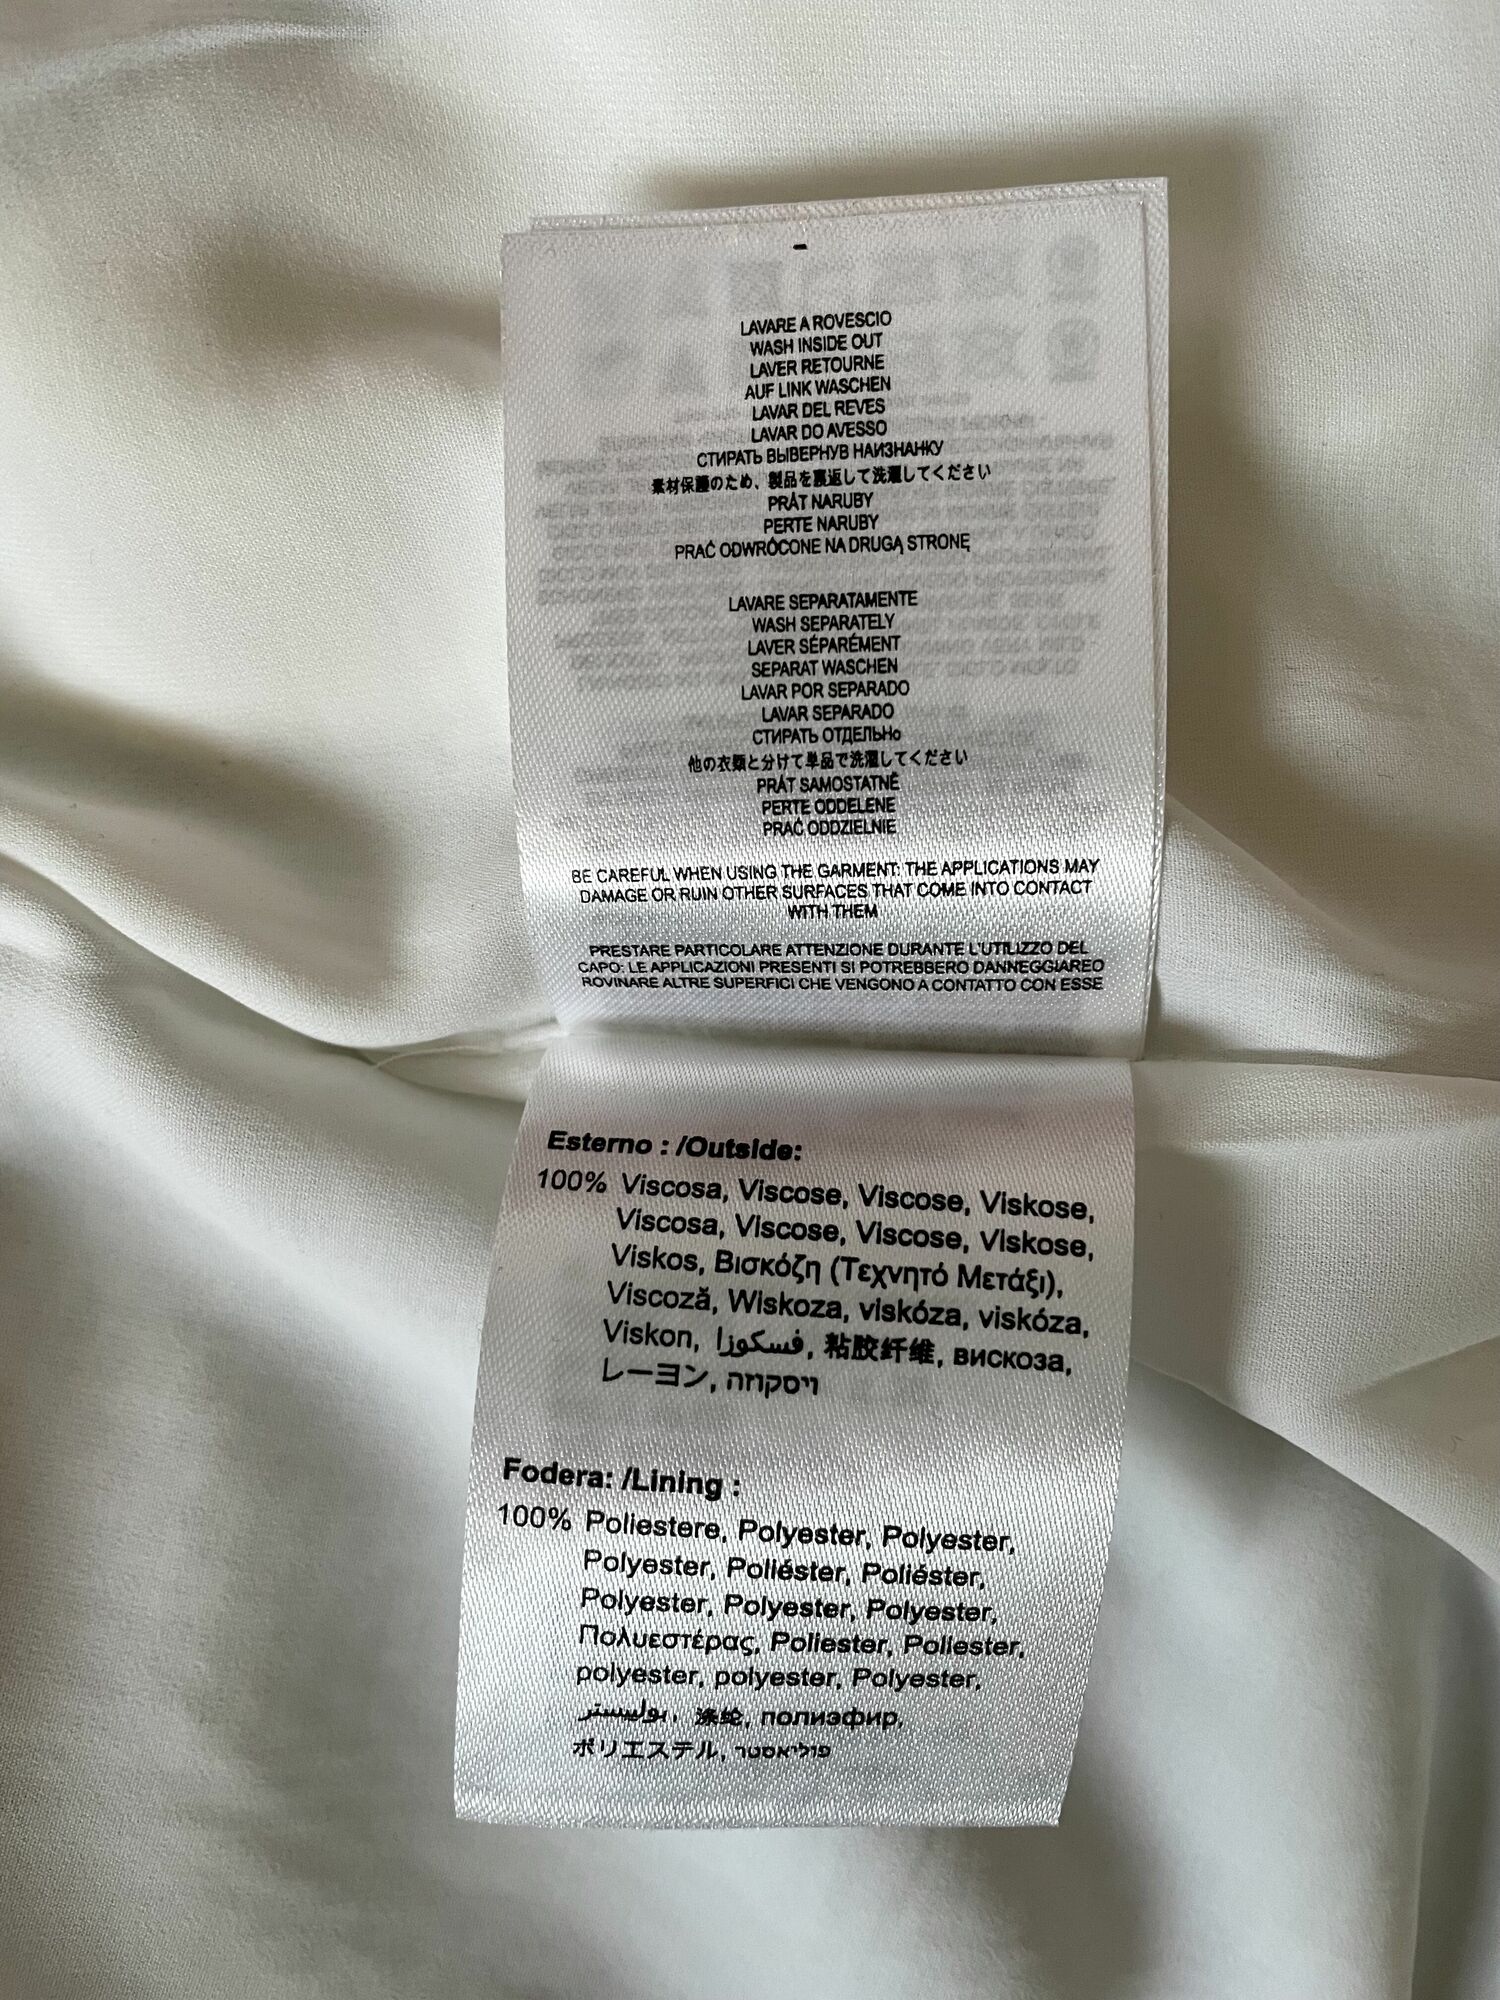 LAVARE A ROVESCIO
WASH INSIDE OUT
LAVER RETOURNE
AUF LINK WASCHEN
LAVAR DEL REVES
LAVAR DO AVESSO
СТИРАТЬ ВЫВЕРНУВ НАИЗНАНКУ
素材保護のため、製品を裏返して洗濯してください
PRÁT NARUBY
PERTE NARUBY
PRAĆ ODWRÓCONE NA DRUGĄ STRONĘ
LAVARE SEPARATAMENTE
WASH SEPARATELY
LAVER SÉPARÉMENT
SEPARAT WASCHEN
LAVAR POR SEPARADO
LAVAR SEPARADO
СТИРАТЬ ОТДЕЛЬНо
他の衣類と分けて単品で洗濯してください
PRÁT SAMOSTATNĚ
PERTE ODDELENE
PRAĆ ODDZIELNIE
BE CAREFUL WHEN USING THE GARMENT: THE APPLICATIONS MAY
DAMAGE OR RUIN OTHER SURFACES THAT COME INTO CONTACT
WITH THEM
PRESTARE PARTICOLARE ATTENZIONE DURANTE L'UTILIZZO DEL
CAPO: LE APPLICAZIONI PRESENTI SI POTREBBERO DANNEGGIAREO
ROVINARE ALTRE SUPERFICI CHE VENGONO A CONTATTO CON ESSE
Esterno : /Outside:
100% Viscosa, Viscose, Viscose, Viskose,
Viscosa, Viscose, Viscose, Viskose,
Viskos, Βισκόζη (Τεχνητό Μετάξι),
Viscoză, Wiskoza, viskóza, viskóza,
Viskon, فسكوزا, 粘胶纤维, вискоза,
レーヨン, ויסקוזה
Fodera: /Lining :
100% Poliestere, Polyester, Polyester,
Polyester, Poliéster, Poliéster,
Polyester, Polyester, Polyester,
Πολυεστέρας, Poliester, Poliester,
polyester, polyester, Polyester,
بوليستر, 涤纶, полиэфир,
ポリエステル, פוליאסטר